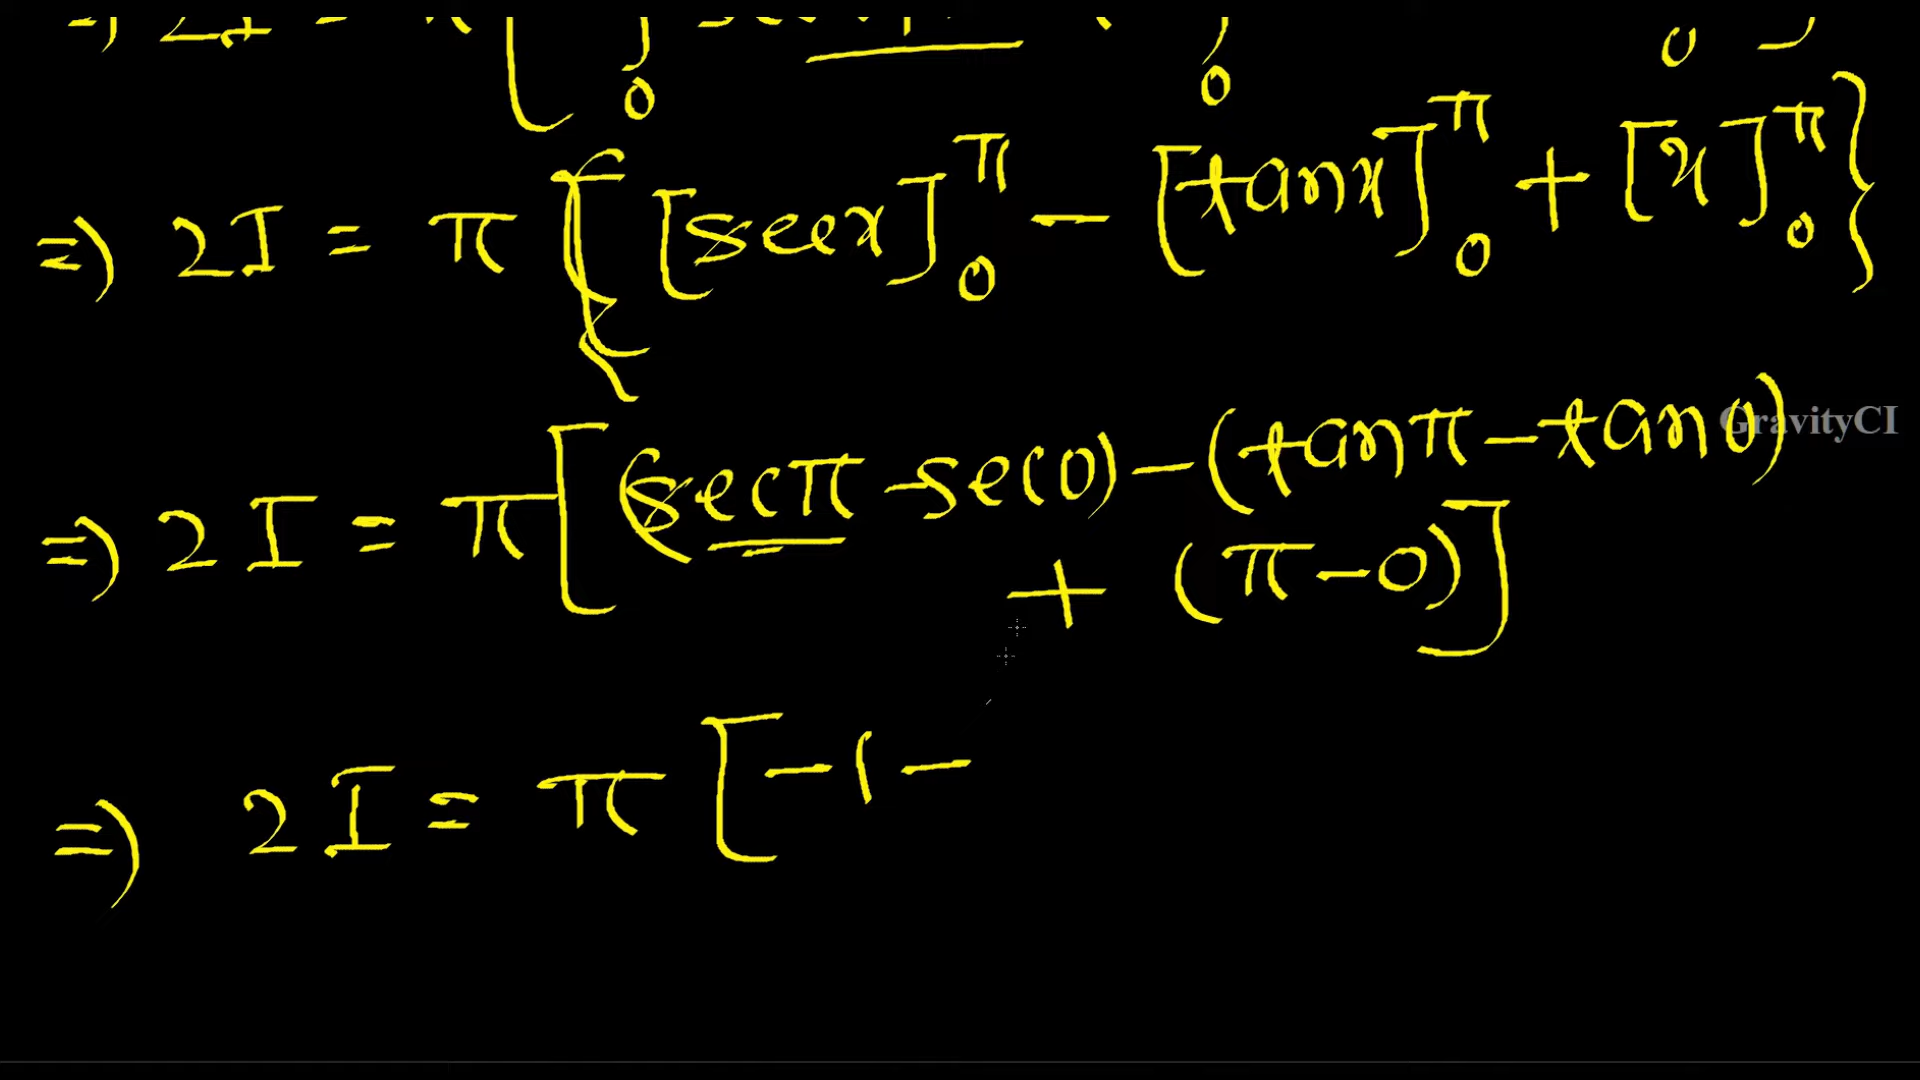 ⇒ 2I = π { [secx]₀^π − [tanx]₀^π + [x]₀^π }
⇒ 2I = π [ (secπ − sec0) − (tanπ − tan0)
+ (π − 0) ]
GravityCI
⇒ 2I = π [ −1 −